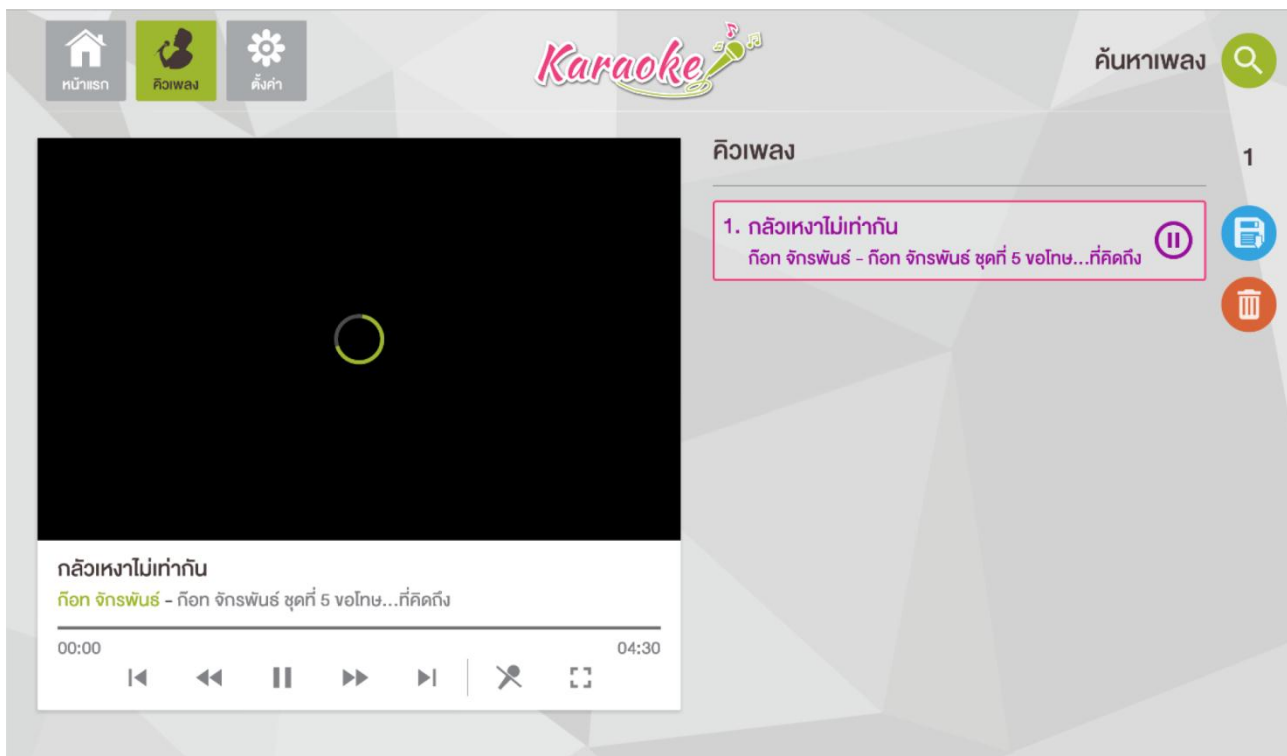 หน้าแรก
คิวเพลง
ตั้งค่า
Karaoke
ค้นหาเพลง
คิวเพลง
1
1. กลัวเหงาไม่เท่ากัน
ก๊อท จักรพันธ์ - ก๊อท จักรพันธ์ ชุดที่ 5 ขอโทษ...ที่คิดถึง
กลัวเหงาไม่เท่ากัน
ก๊อท จักรพันธ์ - ก๊อท จักรพันธ์ ชุดที่ 5 ขอโทษ...ที่คิดถึง
00:00
04:30